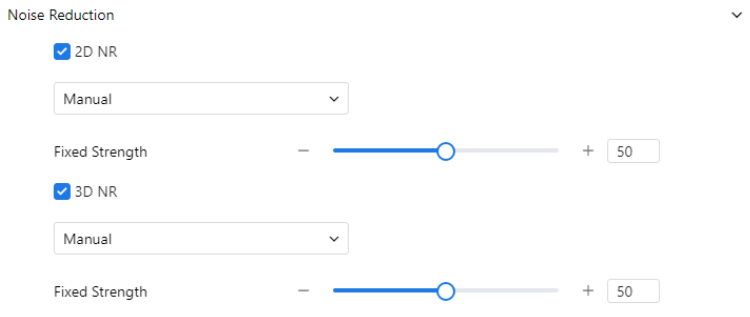 Noise Reduction
2D NR
Manual
Fixed Strength − + 50
3D NR
Manual
Fixed Strength − + 50